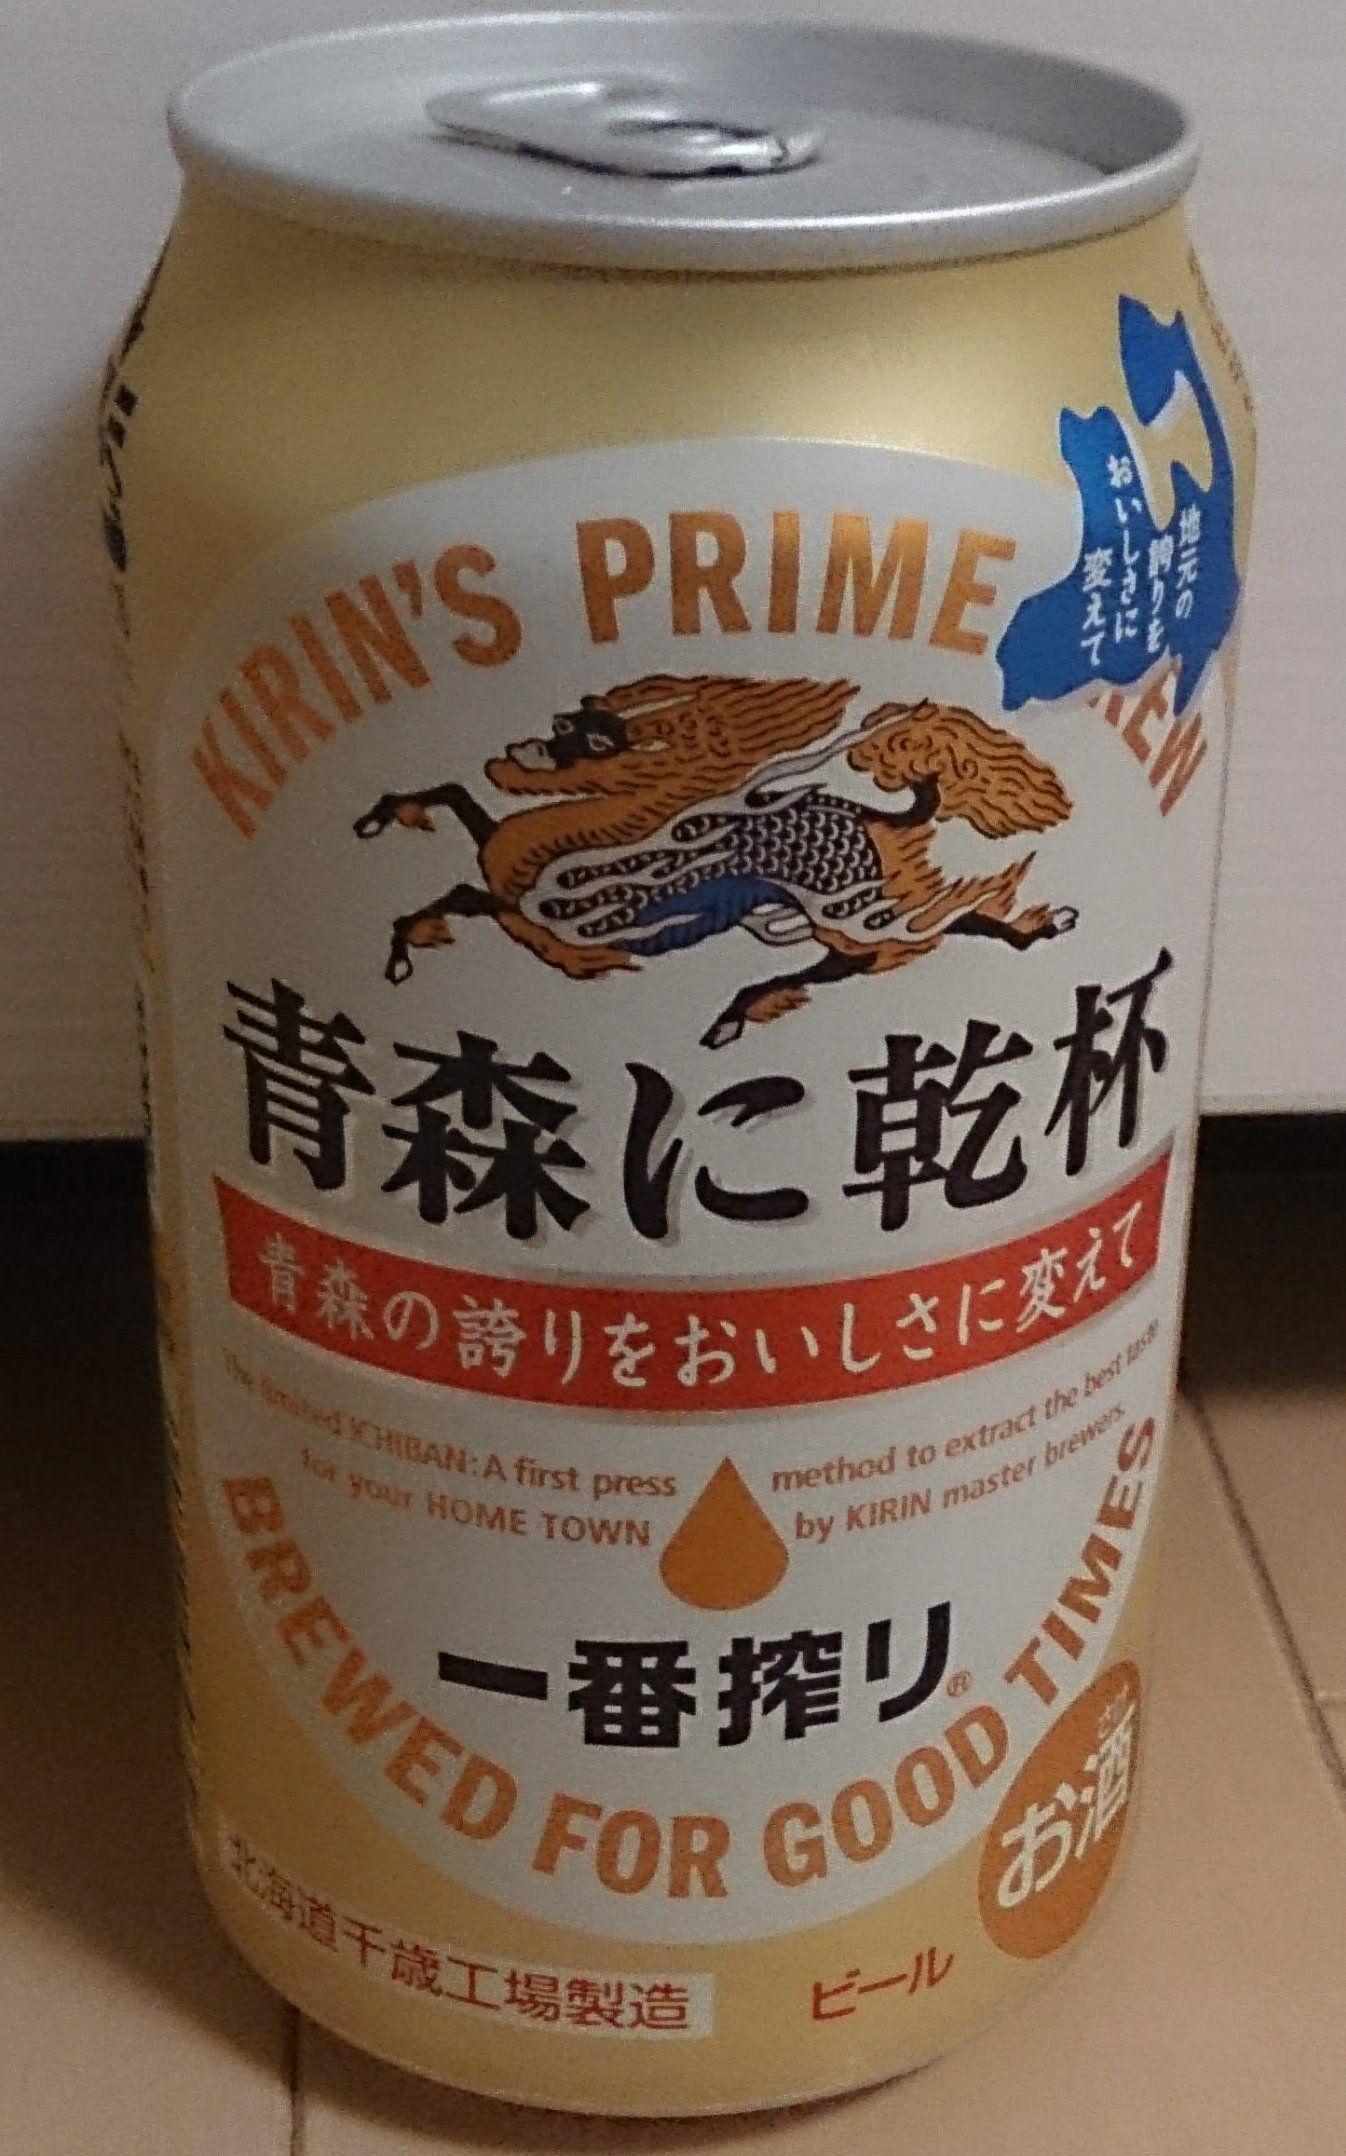 KIRIN'S PRIME BREW
地元の
誇りを
おいしさに
変えて
青森に乾杯
青森の誇りをおいしさに変えて
The limited ICHIBAN: A first press method to extract the best taste
for your HOME TOWN by KIRIN master brewers.
一番搾り®
BREWED FOR GOOD TIMES
お酒
北海道千歳工場製造
ビール